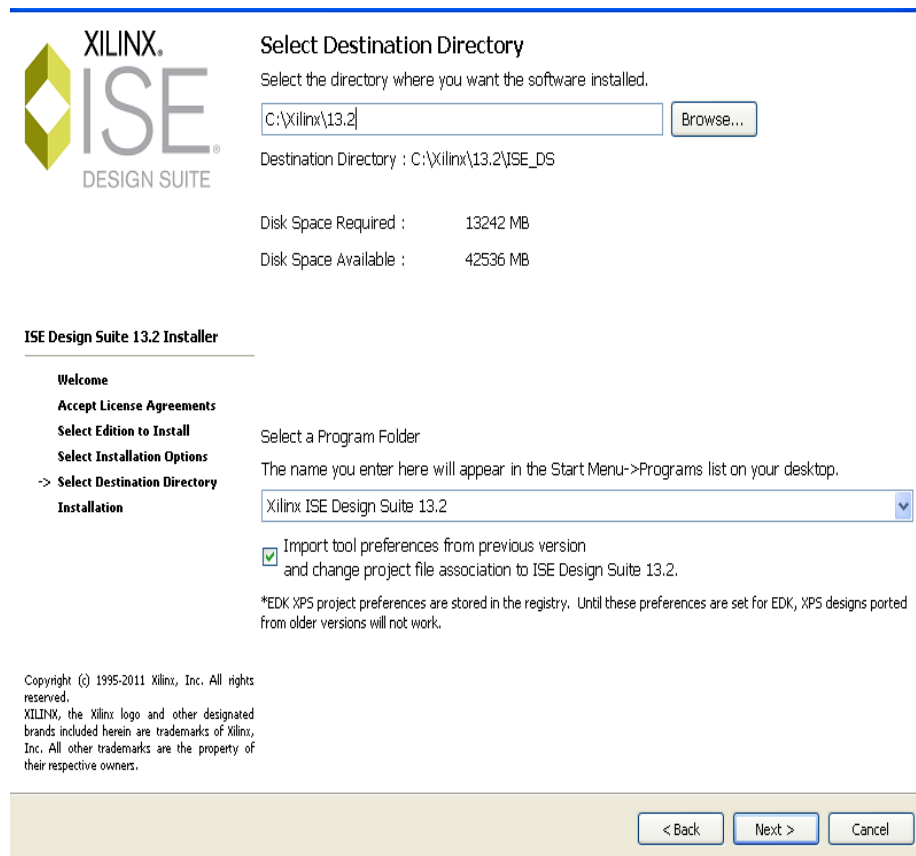 XILINX®
ISE®
DESIGN SUITE
Select Destination Directory
Select the directory where you want the software installed.
C:\Xilinx\13.2
Browse...
Destination Directory : C:\Xilinx\13.2\ISE_DS
Disk Space Required : 13242 MB
Disk Space Available : 42536 MB
ISE Design Suite 13.2 Installer
Welcome
Accept License Agreements
Select Edition to Install
Select Installation Options
-> Select Destination Directory
Installation
Select a Program Folder
The name you enter here will appear in the Start Menu->Programs list on your desktop.
Xilinx ISE Design Suite 13.2
Import tool preferences from previous version
and change project file association to ISE Design Suite 13.2.
*EDK XPS project preferences are stored in the registry. Until these preferences are set for EDK, XPS designs ported
from older versions will not work.
Copyright (c) 1995-2011 Xilinx, Inc. All rights
reserved.
XILINX, the Xilinx logo and other designated
brands included herein are trademarks of Xilinx,
Inc. All other trademarks are the property of
their respective owners.
< Back
Next >
Cancel